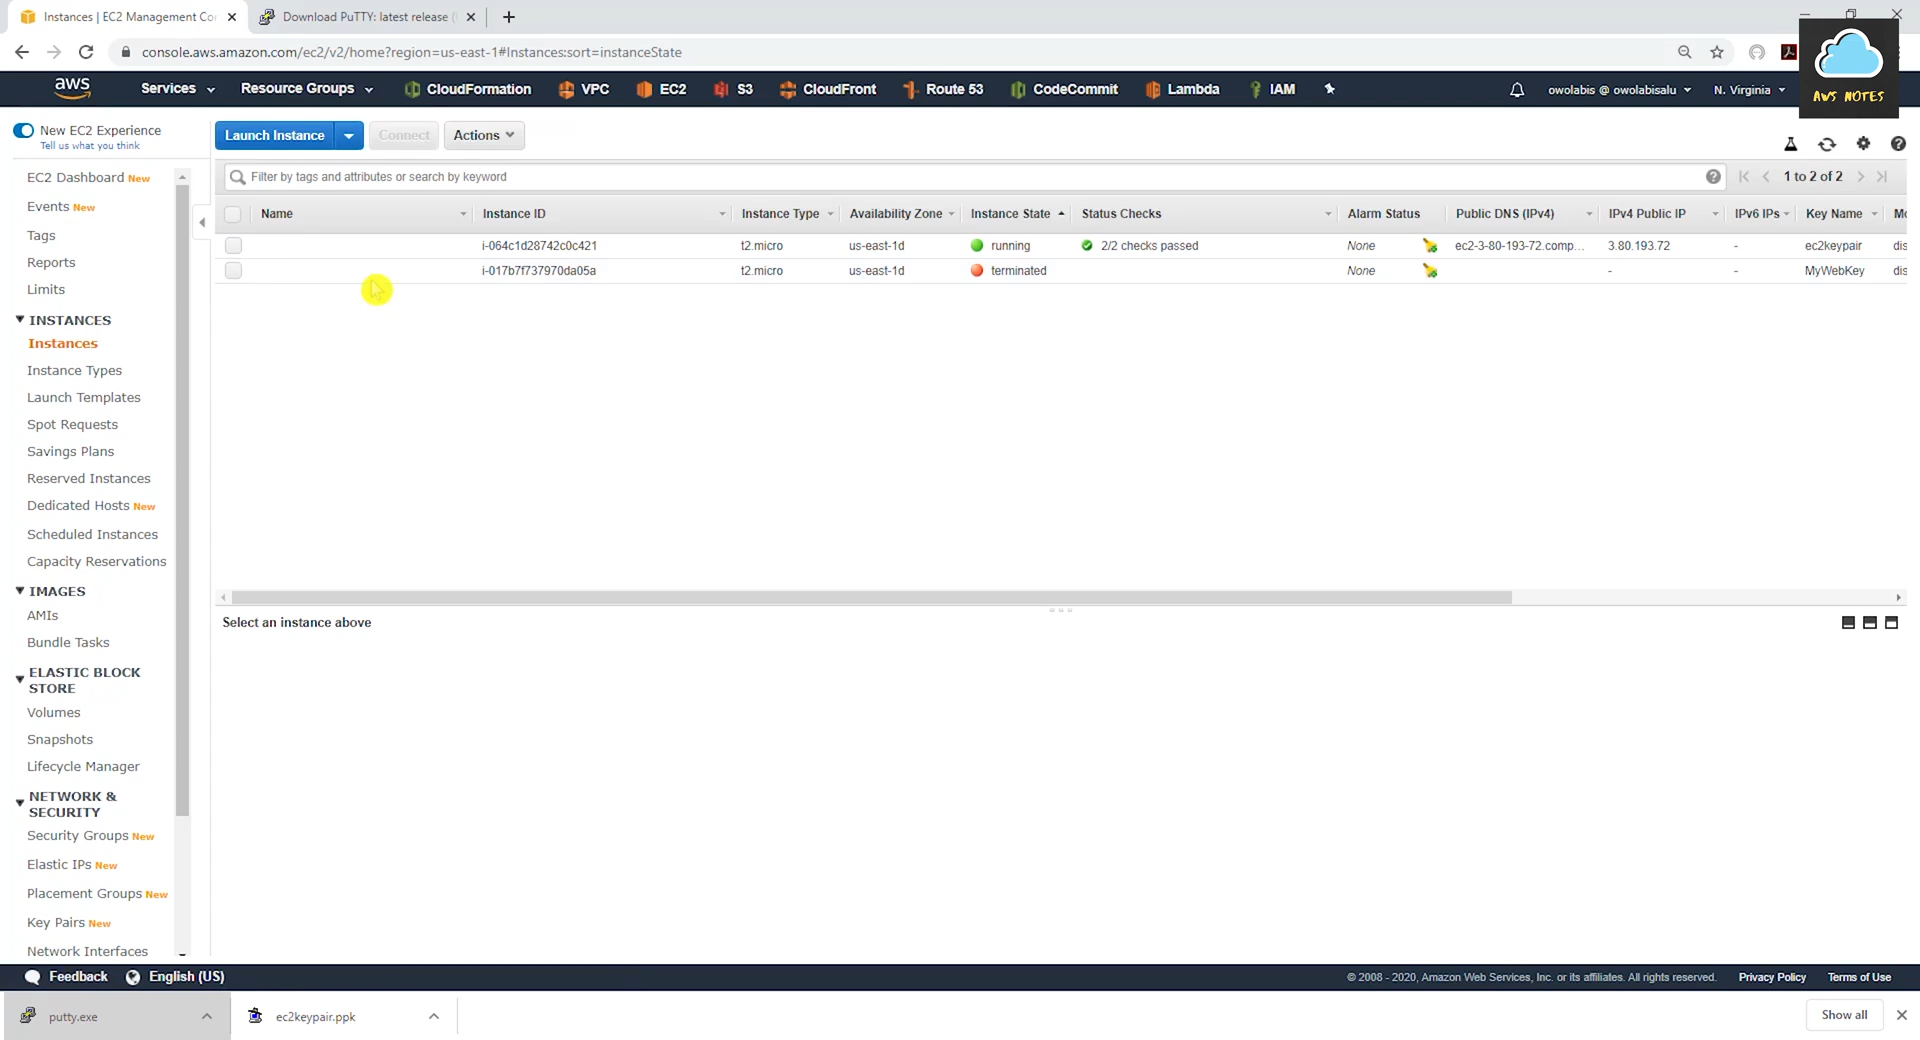 Instances | EC2 Management Con
Download PuTTY: latest release (
console.aws.amazon.com/ec2/v2/home?region=us-east-1#Instances:sort=instanceState
aws
Services
Resource Groups
CloudFormation
VPC
EC2
S3
CloudFront
Route 53
CodeCommit
Lambda
IAM
owolabis @ owolabisalu
N. Virginia
AWS NOTES
New EC2 Experience
Tell us what you think
Launch Instance
Connect
Actions
Filter by tags and attributes or search by keyword
1 to 2 of 2
Name Instance ID Instance Type Availability Zone Instance State Status Checks Alarm Status Public DNS (IPv4) IPv4 Public IP IPv6 IPs Key Name Mo
i-064c1d28742c0c421 t2.micro us-east-1d running 2/2 checks passed None ec2-3-80-193-72.comp... 3.80.193.72 - ec2keypair dis
i-017b7f737970da05a t2.micro us-east-1d terminated None - - MyWebKey dis
EC2 Dashboard New
Events New
Tags
Reports
Limits
INSTANCES
Instances
Instance Types
Launch Templates
Spot Requests
Savings Plans
Reserved Instances
Dedicated Hosts New
Scheduled Instances
Capacity Reservations
IMAGES
AMIs
Bundle Tasks
ELASTIC BLOCK
STORE
Volumes
Snapshots
Lifecycle Manager
NETWORK &
SECURITY
Security Groups New
Elastic IPs New
Placement Groups New
Key Pairs New
Network Interfaces
Select an instance above
Feedback
English (US)
© 2008 - 2020, Amazon Web Services, Inc. or its affiliates. All rights reserved.
Privacy Policy
Terms of Use
putty.exe
ec2keypair.ppk
Show all